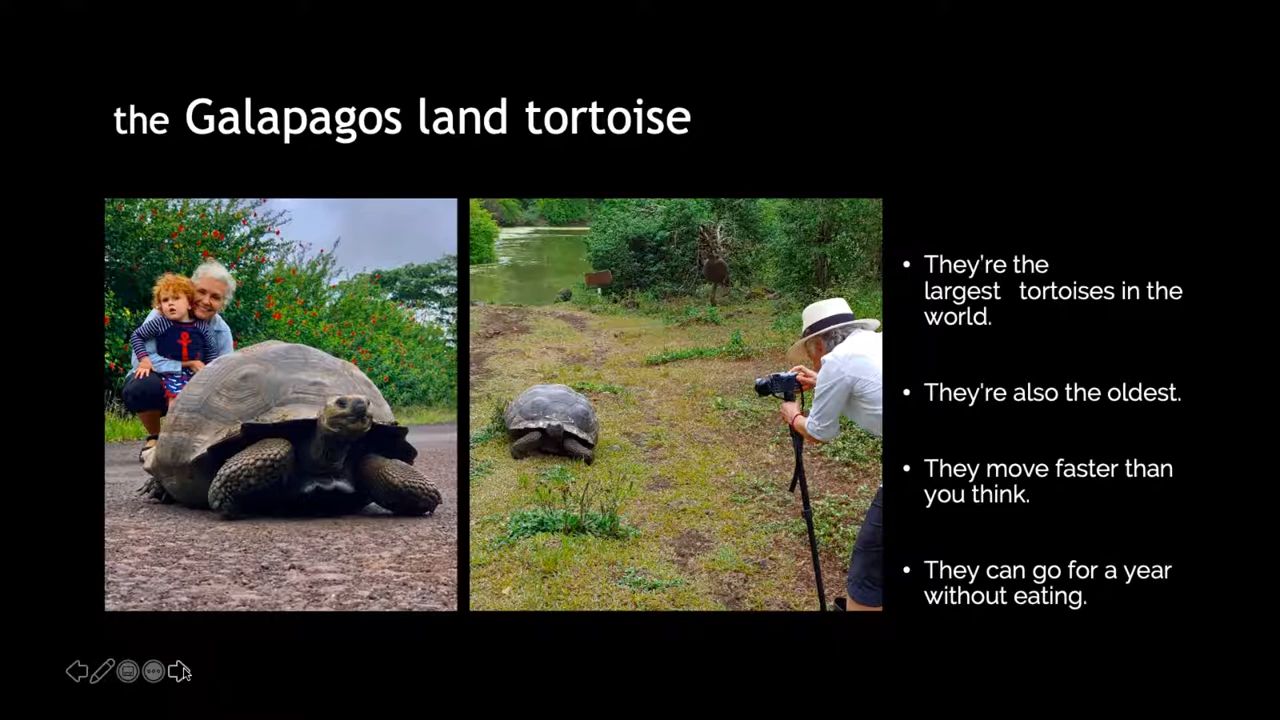 the Galapagos land tortoise
• They're the
largest tortoises in the
world.
• They're also the oldest.
• They move faster than
you think.
• They can go for a year
without eating.